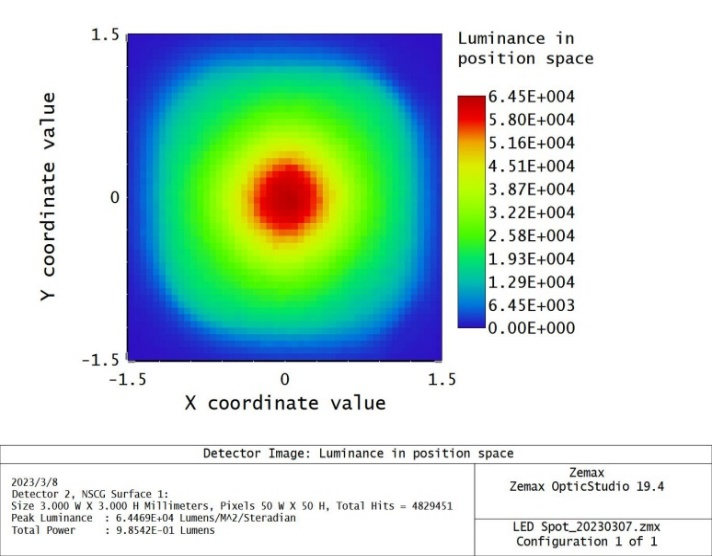 Luminance in
position space
1.5
0
-1.5
-1.5 0 1.5
Y coordinate value
X coordinate value
6.45E+004
5.80E+004
5.16E+004
4.51E+004
3.87E+004
3.22E+004
2.58E+004
1.93E+004
1.29E+004
6.45E+003
0.00E+000
Detector Image: Luminance in position space
2023/3/8
Detector 2, NSCG Surface 1:
Size 3.000 W X 3.000 H Millimeters, Pixels 50 W X 50 H, Total Hits = 4829451
Peak Luminance : 6.4469E+04 Lumens/M^2/Steradian
Total Power : 9.8542E-01 Lumens
Zemax
Zemax OpticStudio 19.4
LED Spot_20230307.zmx
Configuration 1 of 1